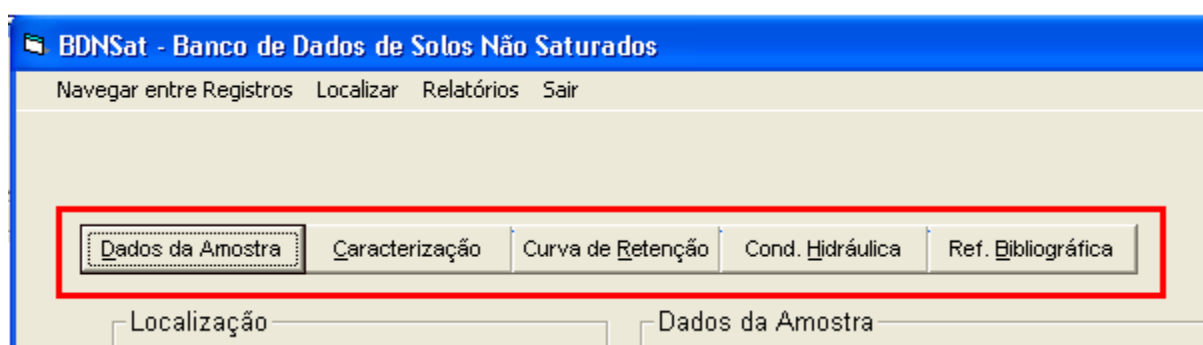 BDNSat - Banco de Dados de Solos Não Saturados
Navegar entre Registros Localizar Relatórios Sair
Dados da Amostra Caracterização Curva de Retenção Cond. Hidráulica Ref. Bibliográfica
Localização Dados da Amostra